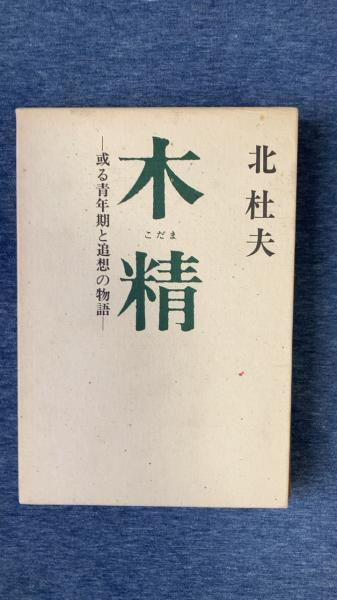 北杜夫
木精
こだま
―或る青年期と追想の物語―